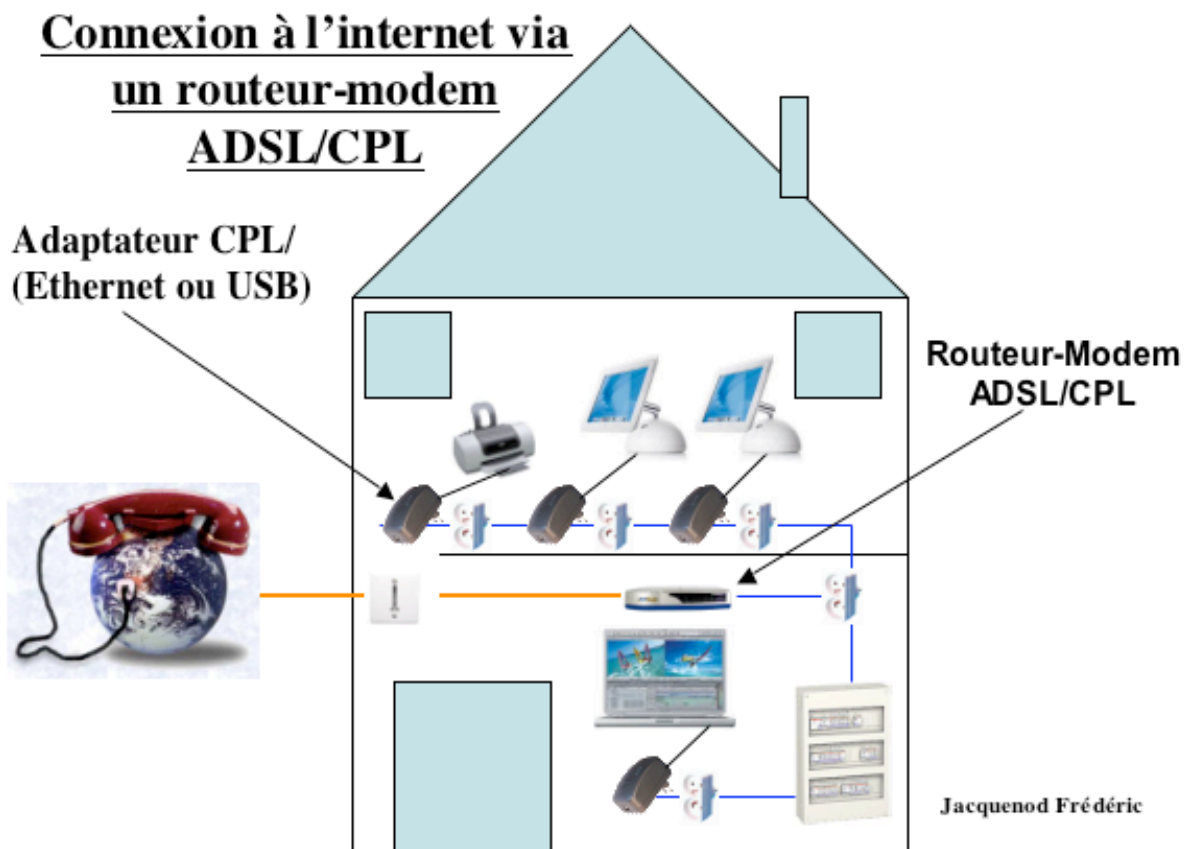 Connexion à l'internet via
un routeur-modem
ADSL/CPL
Adaptateur CPL/
(Ethernet ou USB)
Routeur-Modem
ADSL/CPL
Jacquenod Frédéric